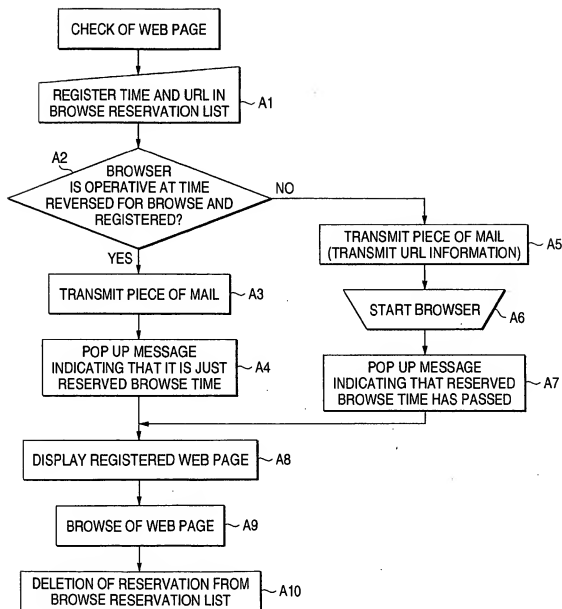 CHECK OF WEB PAGE
REGISTER TIME AND URL IN
BROWSE RESERVATION LIST
A1
A2
BROWSER
IS OPERATIVE AT TIME
REVERSED FOR BROWSE AND
REGISTERED?
NO
YES
TRANSMIT PIECE OF MAIL
A3
POP UP MESSAGE
INDICATING THAT IT IS JUST
RESERVED BROWSE TIME
A4
TRANSMIT PIECE OF MAIL
(TRANSMIT URL INFORMATION)
A5
START BROWSER
A6
POP UP MESSAGE
INDICATING THAT RESERVED
BROWSE TIME HAS PASSED
A7
DISPLAY REGISTERED WEB PAGE
A8
BROWSE OF WEB PAGE
A9
DELETION OF RESERVATION FROM
BROWSE RESERVATION LIST
A10